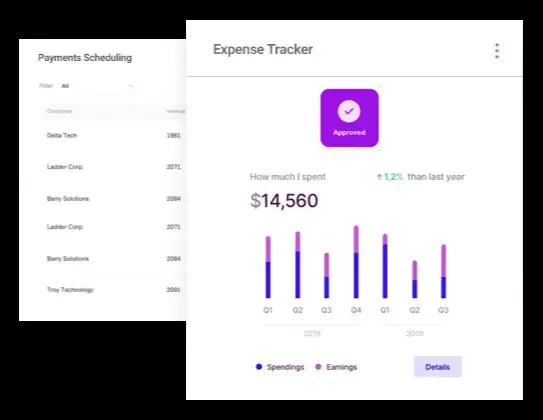 Payments Scheduling
Filter All
Customer
Delta Tech 1981
Ladder Corp. 2071
Barry Solutions 2084
Ladder Corp. 2071
Barry Solutions 2084
Troy Technology 2091
Expense Tracker
Approved
How much I spent ↑1,2% than last year
$14,560
Q1 Q2 Q3 Q4 Q1 Q2 Q3
2018 2019
Spendings Earnings Details